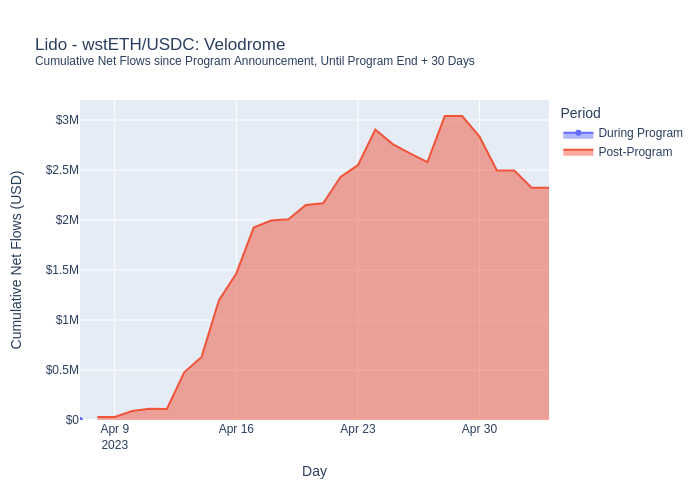 Lido - wstETH/USDC: Velodrome
Cumulative Net Flows since Program Announcement, Until Program End + 30 Days
Period
During Program
Post-Program
Cumulative Net Flows (USD)
$3M
$2.5M
$2M
$1.5M
$1M
$0.5M
$0
Apr 9
2023
Apr 16
Apr 23
Apr 30
Day